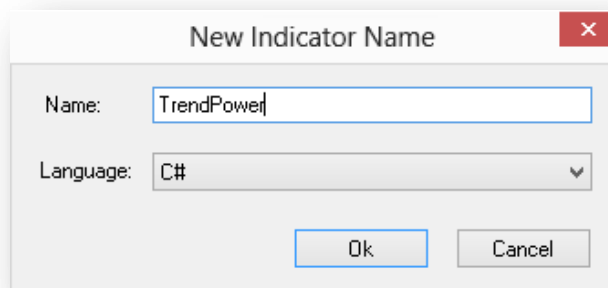 New Indicator Name
Name: TrendPower
Language: C#
Ok Cancel